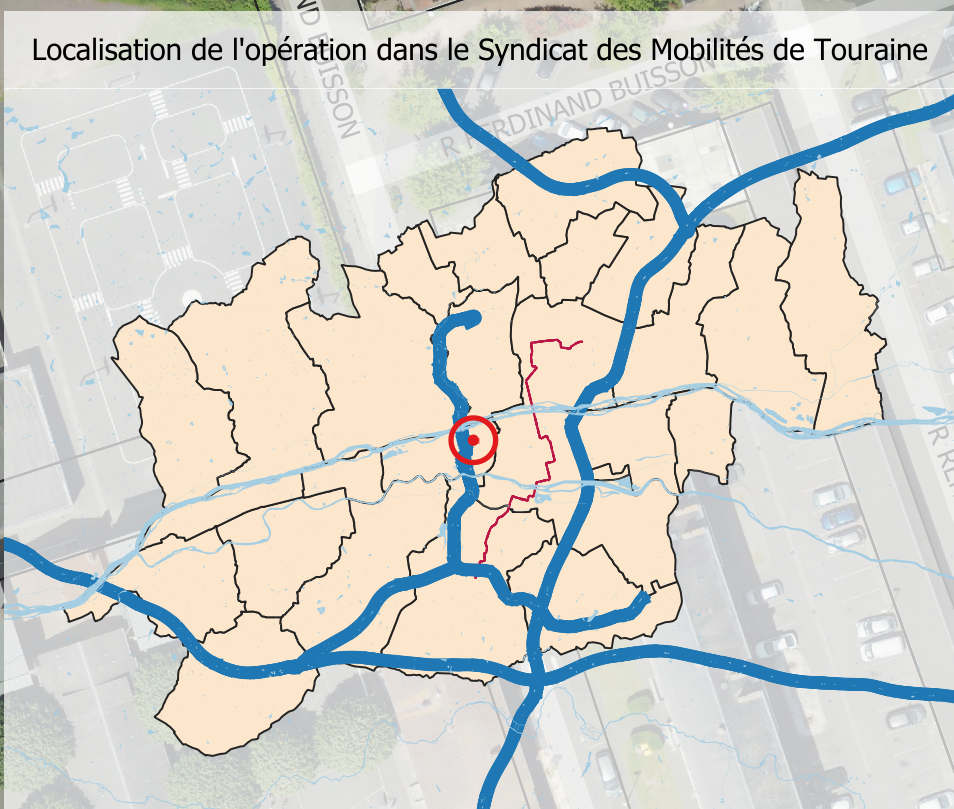 Localisation de l'opération dans le Syndicat des Mobilités de Touraine
ND BUISSON
R FERDINAND BUISSON